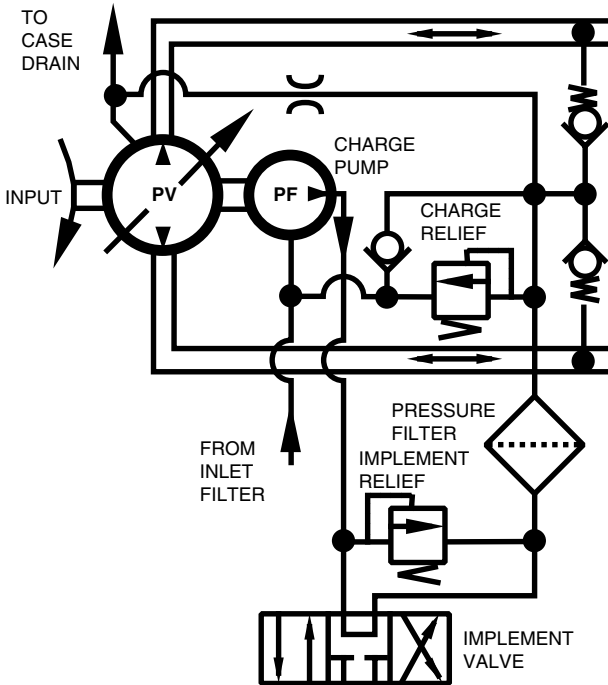 TO
CASE
DRAIN
INPUT
PV
PF
CHARGE
PUMP
CHARGE
RELIEF
FROM
INLET
FILTER
PRESSURE
FILTER
IMPLEMENT
RELIEF
IMPLEMENT
VALVE